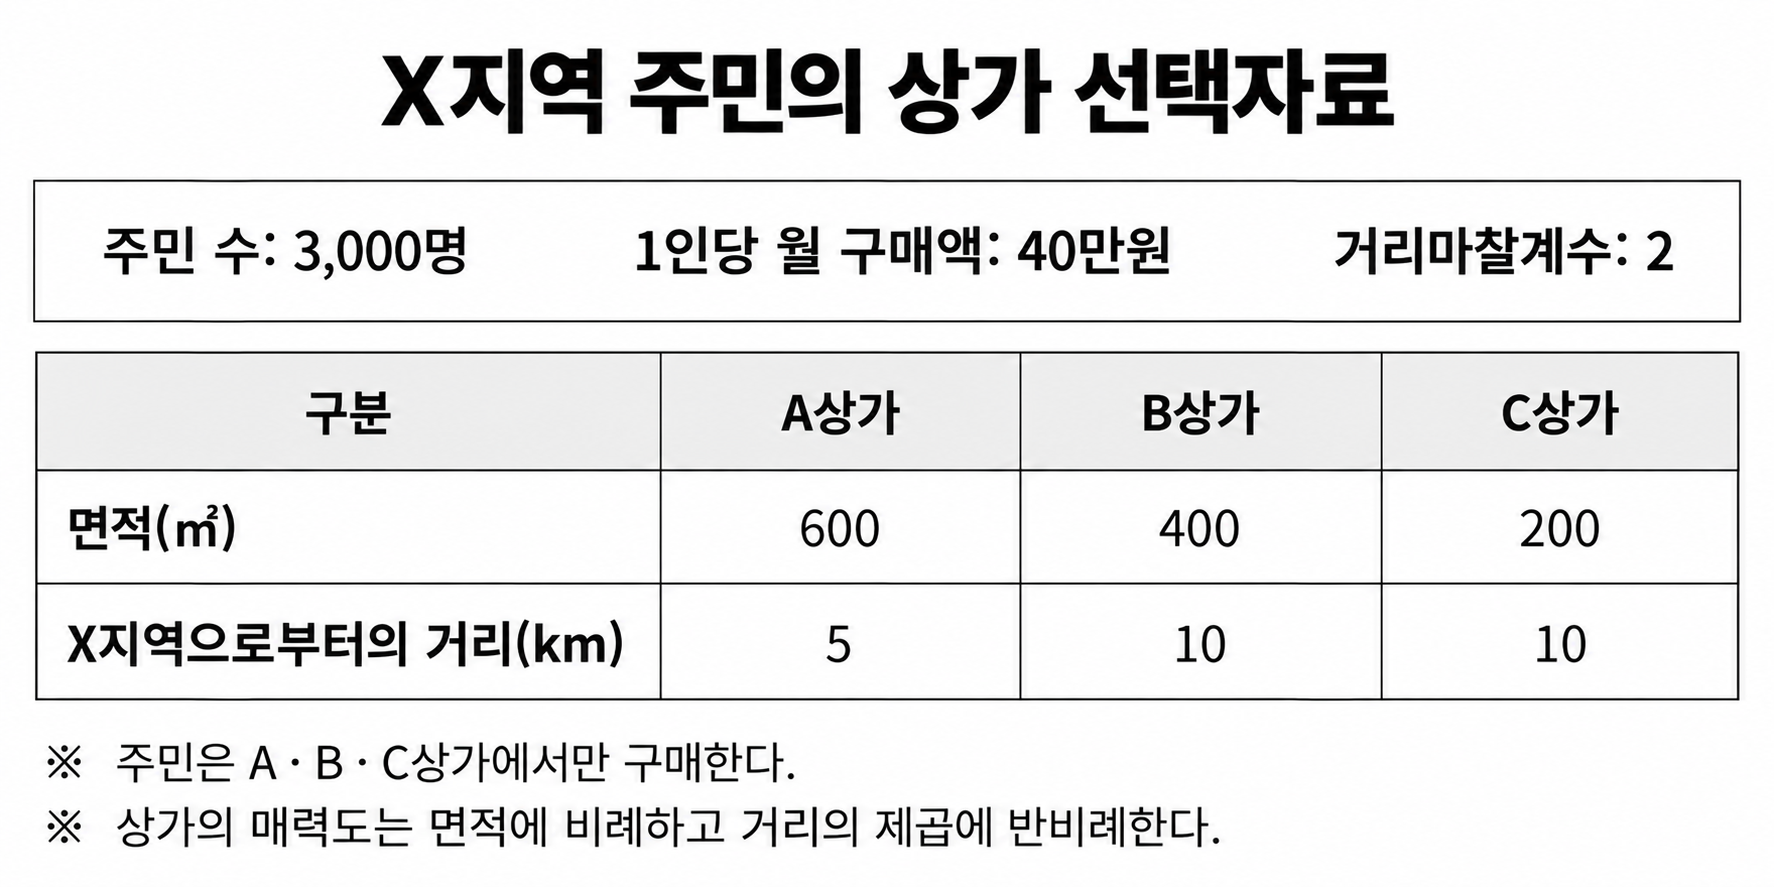 X지역 주민의 상가 선택자료
주민 수: 3,000명 1인당 월 구매액: 40만원 거리마찰계수: 2
구분 A상가 B상가 C상가
면적(㎡) 600 400 200
X지역으로부터의 거리(km) 5 10 10
※ 주민은 A · B · C상가에서만 구매한다.
※ 상가의 매력도는 면적에 비례하고 거리의 제곱에 반비례한다.